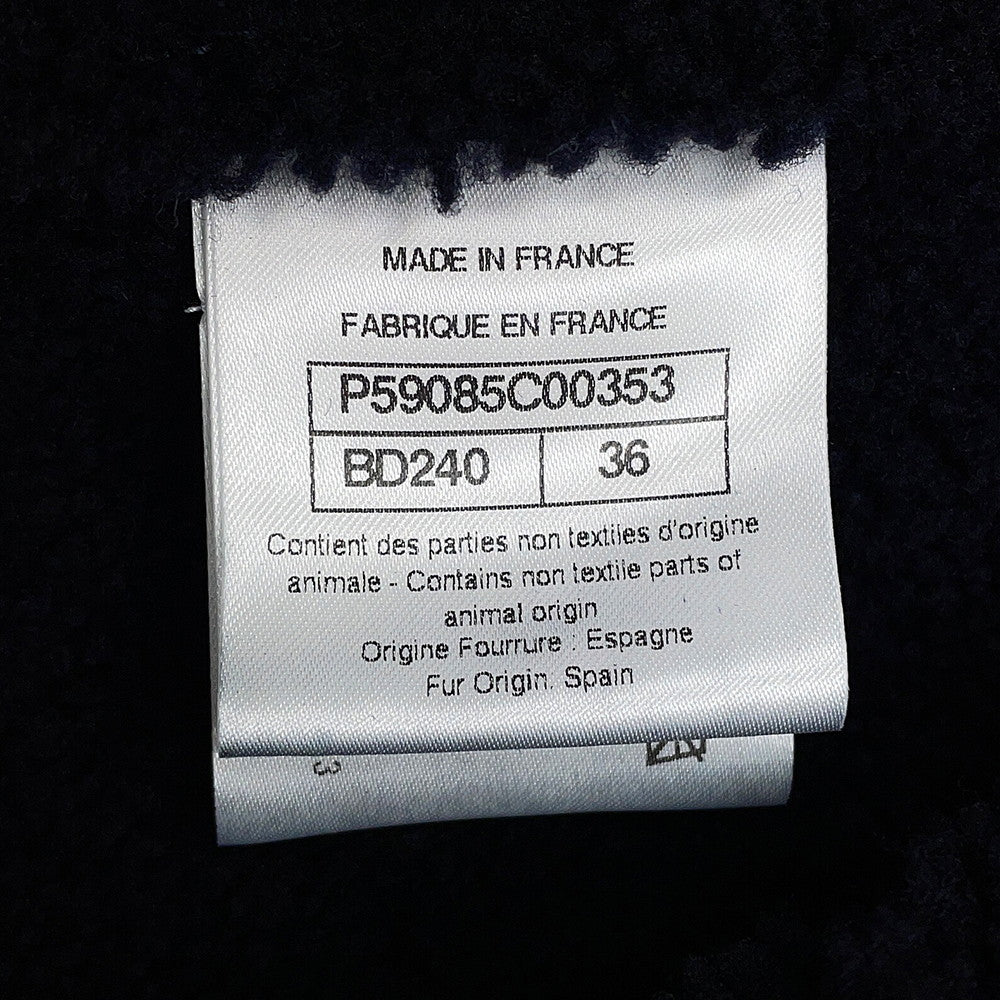 MADE IN FRANCE
FABRIQUE EN FRANCE
P59085C00353
BD240 36
Contient des parties non textiles d'origine
animale - Contains non textile parts of
animal origin
Origine Fourrure : Espagne
Fur Origin. Spain
3